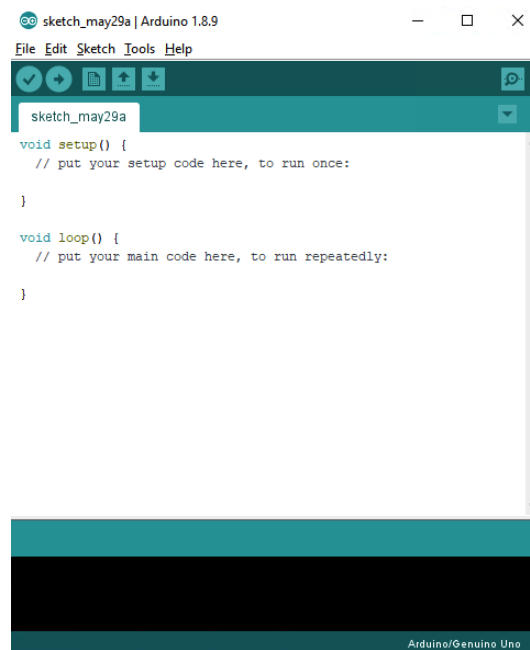 sketch_may29a | Arduino 1.8.9
File Edit Sketch Tools Help
sketch_may29a
void setup() {
  // put your setup code here, to run once:
}
void loop() {
  // put your main code here, to run repeatedly:
}
Arduino/Genuino Uno